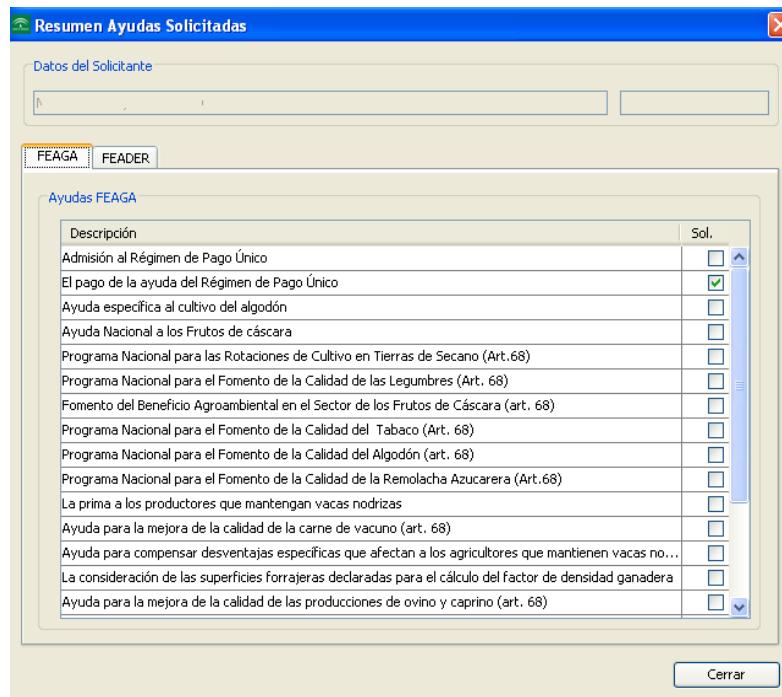 Resumen Ayudas Solicitadas
Datos del Solicitante
FEAGA FEADER
Ayudas FEAGA
Descripción Sol.
Admisión al Régimen de Pago Único
El pago de la ayuda del Régimen de Pago Único
Ayuda específica al cultivo del algodón
Ayuda Nacional a los Frutos de cáscara
Programa Nacional para las Rotaciones de Cultivo en Tierras de Secano (Art.68)
Programa Nacional para el Fomento de la Calidad de las Legumbres (Art. 68)
Fomento del Beneficio Agroambiental en el Sector de los Frutos de Cáscara (art. 68)
Programa Nacional para el Fomento de la Calidad del  Tabaco (Art. 68)
Programa Nacional para el Fomento de la Calidad del Algodón (art. 68)
Programa Nacional para el Fomento de la Calidad de la Remolacha Azucarera (Art.68)
La prima a los productores que mantengan vacas nodrizas
Ayuda para la mejora de la calidad de la carne de vacuno (art. 68)
Ayuda para compensar desventajas específicas que afectan a los agricultores que mantienen vacas no...
La consideración de las superficies forrajeras declaradas para el cálculo del factor de densidad ganadera
Ayuda para la mejora de la calidad de las producciones de ovino y caprino (art. 68)
Cerrar